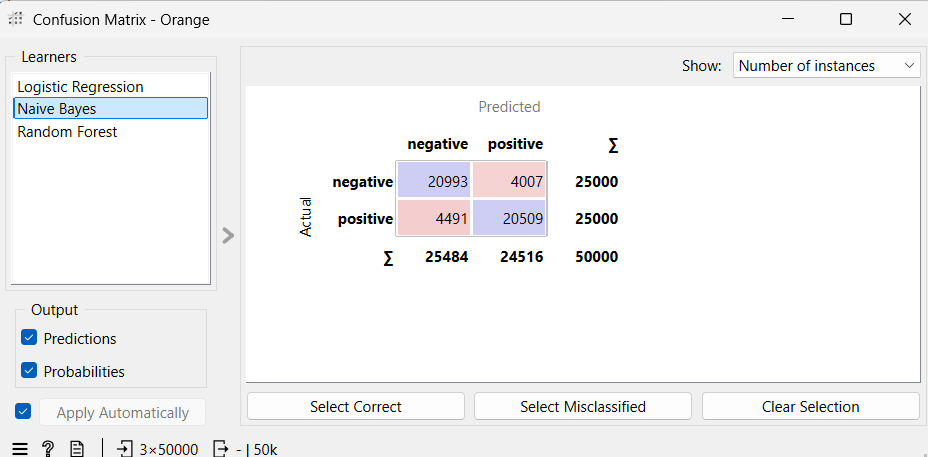 Confusion Matrix - Orange
Learners
Logistic Regression
Naive Bayes
Random Forest
Output
Predictions
Probabilities
Apply Automatically
Show: Number of instances
Predicted
negative positive ∑
Actual
negative 20993 4007 25000
positive 4491 20509 25000
∑ 25484 24516 50000
Select Correct Select Misclassified Clear Selection
? | 3×50000 - | 50k